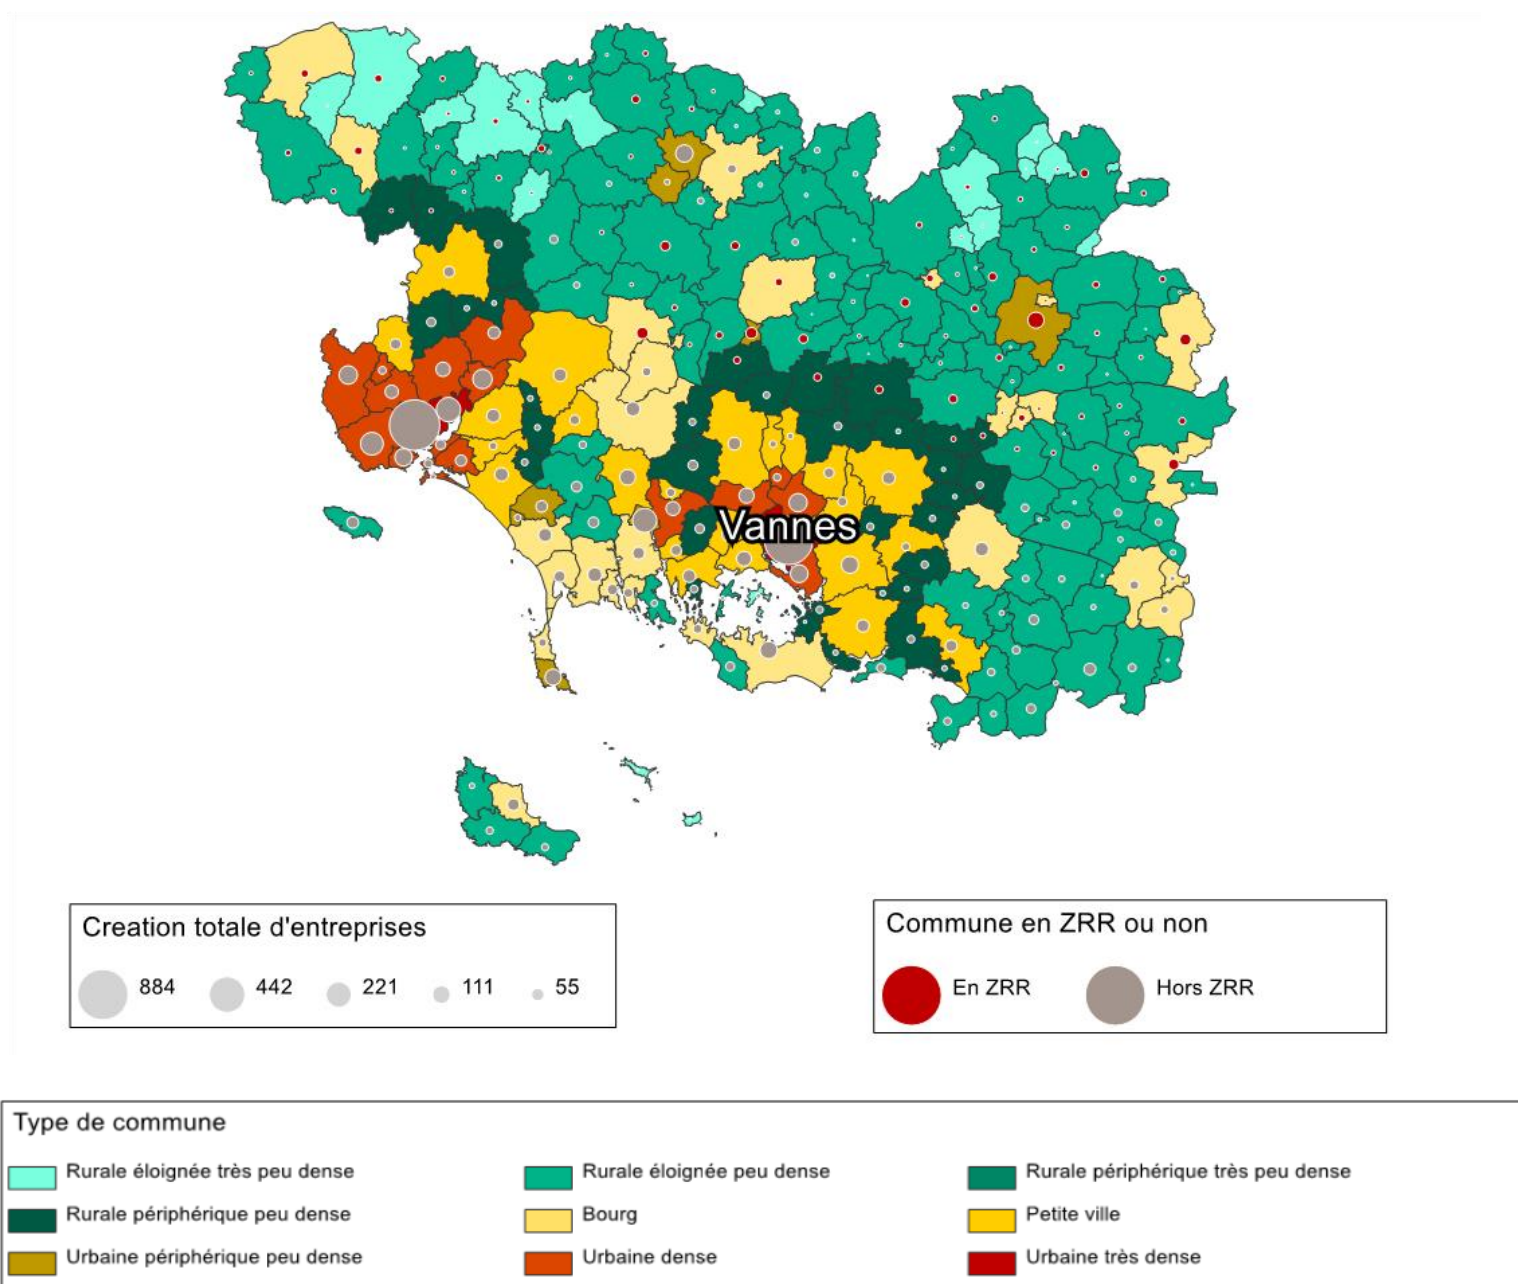 Vannes
Creation totale d'entreprises
884 442 221 111 55
Commune en ZRR ou non
En ZRR Hors ZRR
Type de commune
Rurale éloignée très peu dense Rurale éloignée peu dense Rurale périphérique très peu dense
Rurale périphérique peu dense Bourg Petite ville
Urbaine périphérique peu dense Urbaine dense Urbaine très dense